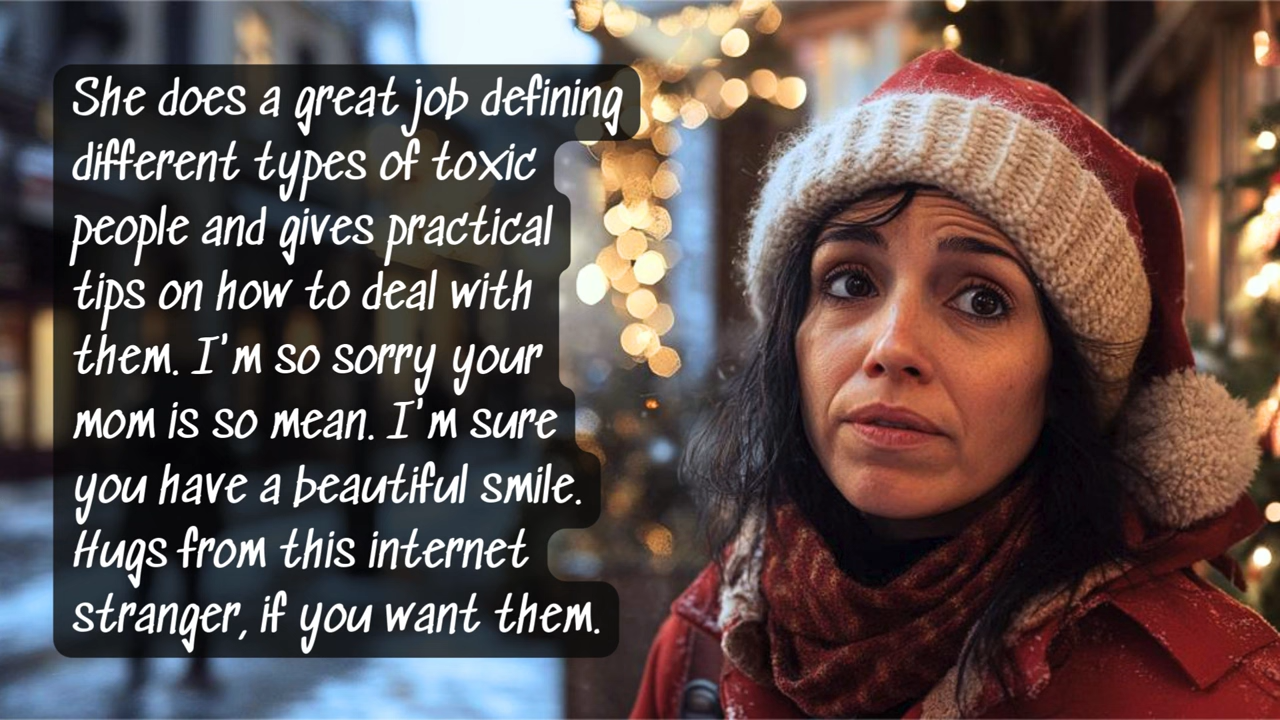 She does a great job defining
different types of toxic
people and gives practical
tips on how to deal with
them. I'm so sorry your
mom is so mean. I'm sure
you have a beautiful smile.
Hugs from this internet
stranger, if you want them.